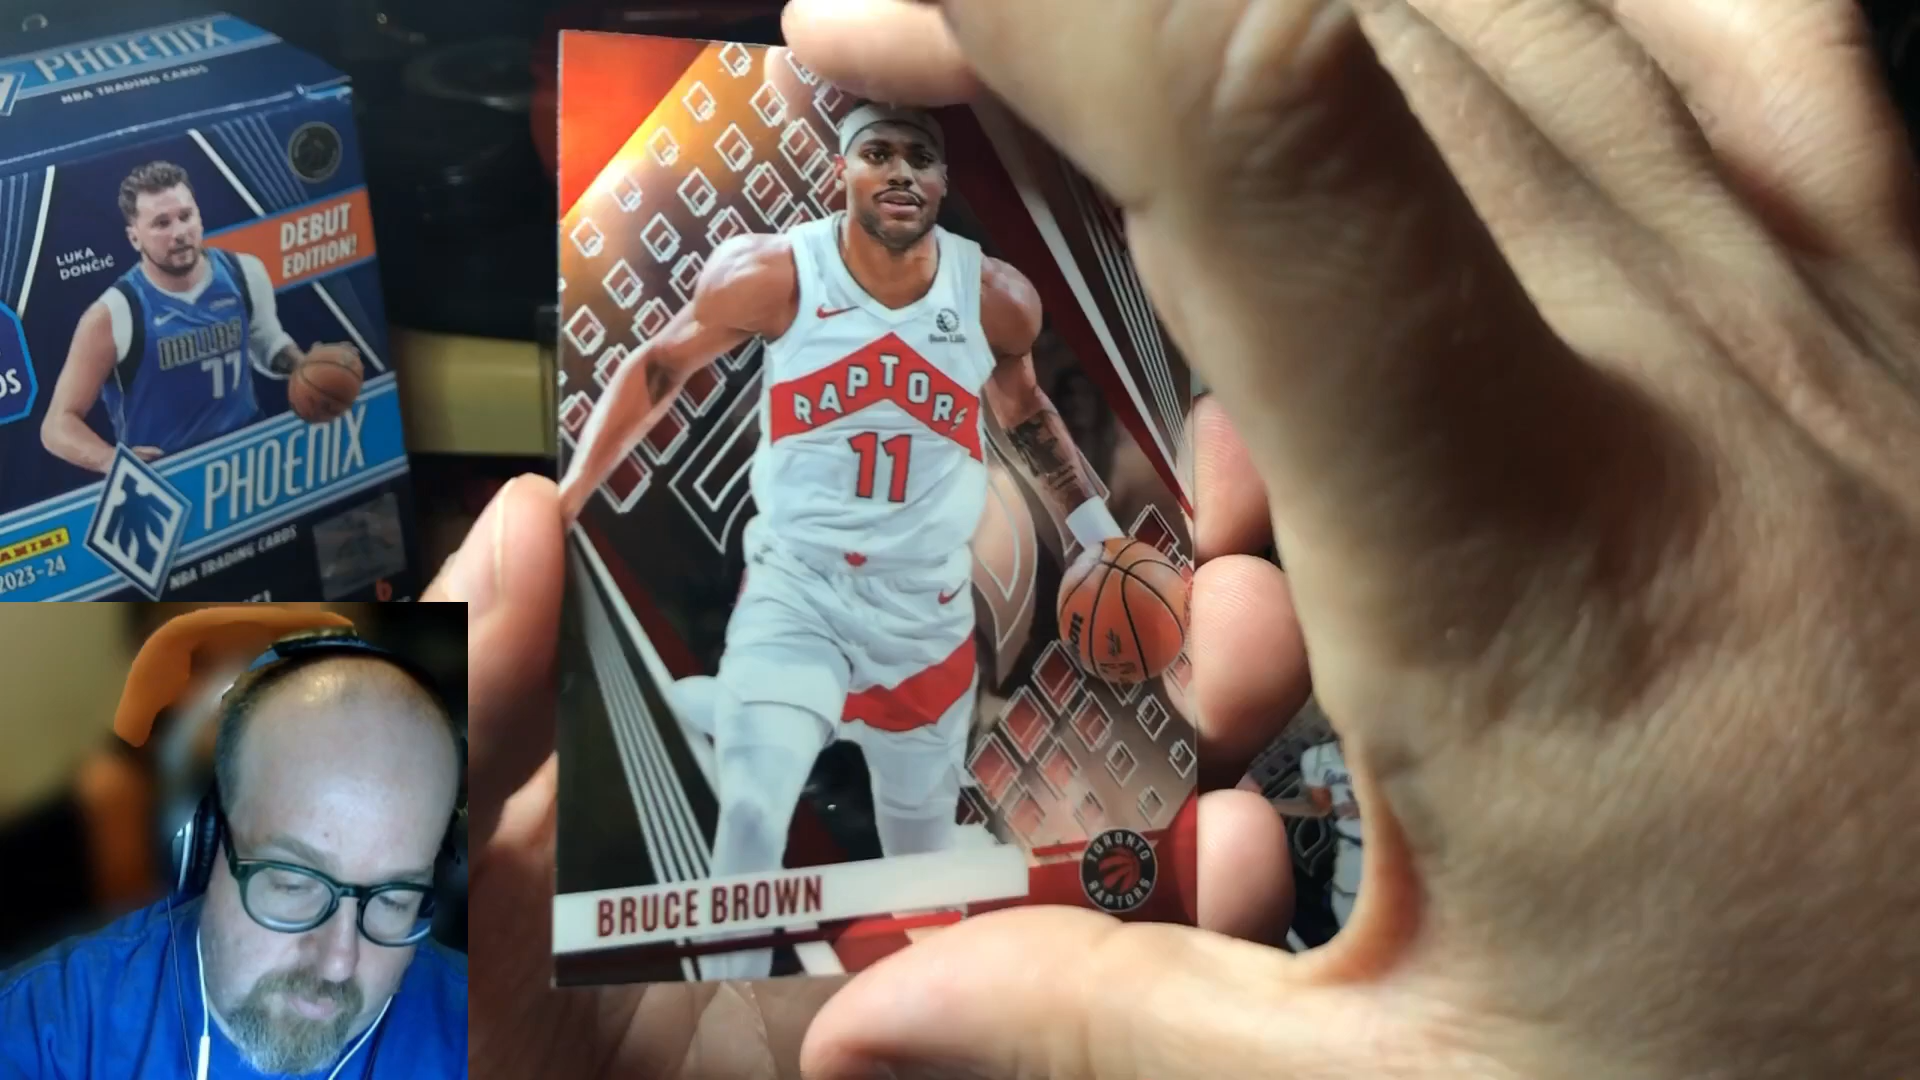 PHOENIX
NBA TRADING CARDS
LUKA
DONČIĆ
DEBUT
EDITION!
DALLAS
77
PHOENIX
PANINI
2023-24
NBA TRADING CARDS
RAPTORS
11
BRUCE BROWN
TORONTO
RAPTORS